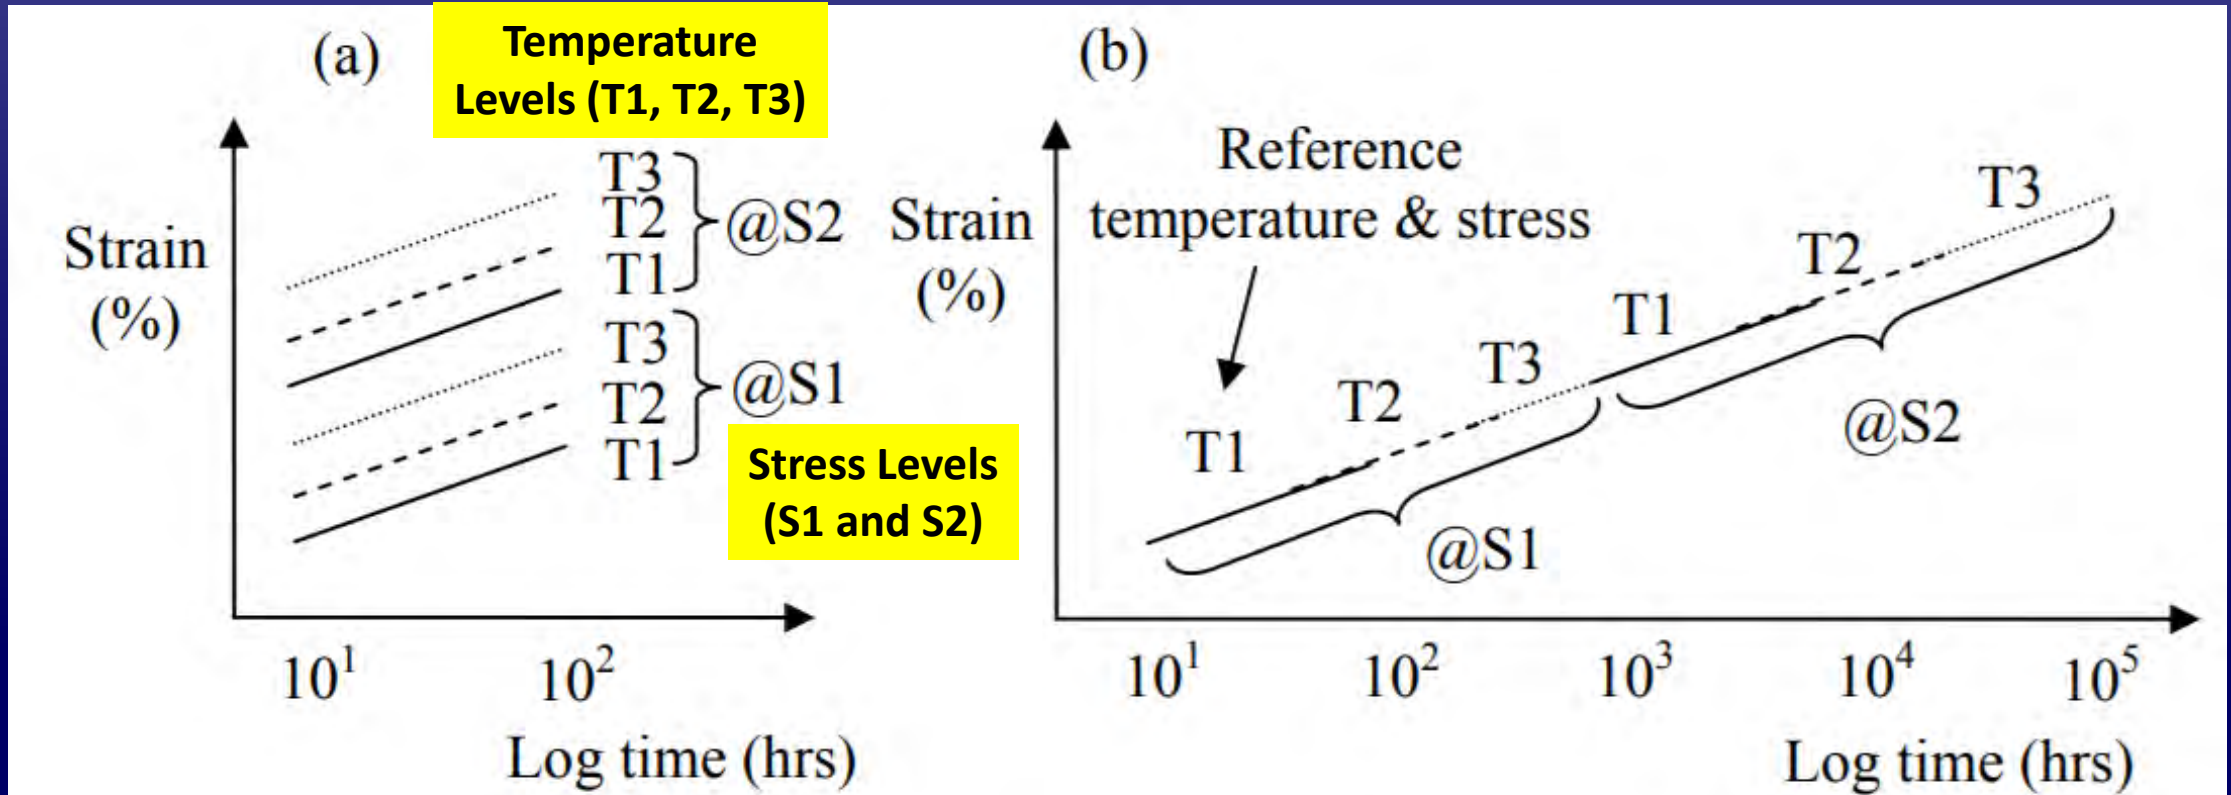 (a)
Temperature
Levels (T1, T2, T3)
Strain
(%)
T3
T2
T1
@S2
T3
T2
T1
@S1
Stress Levels
(S1 and S2)
10¹ 10²
Log time (hrs)
(b)
Reference
temperature & stress
Strain
(%)
T1
T2
T3
T1
T2
T3
@S1
@S2
10¹ 10² 10³ 10⁴ 10⁵
Log time (hrs)